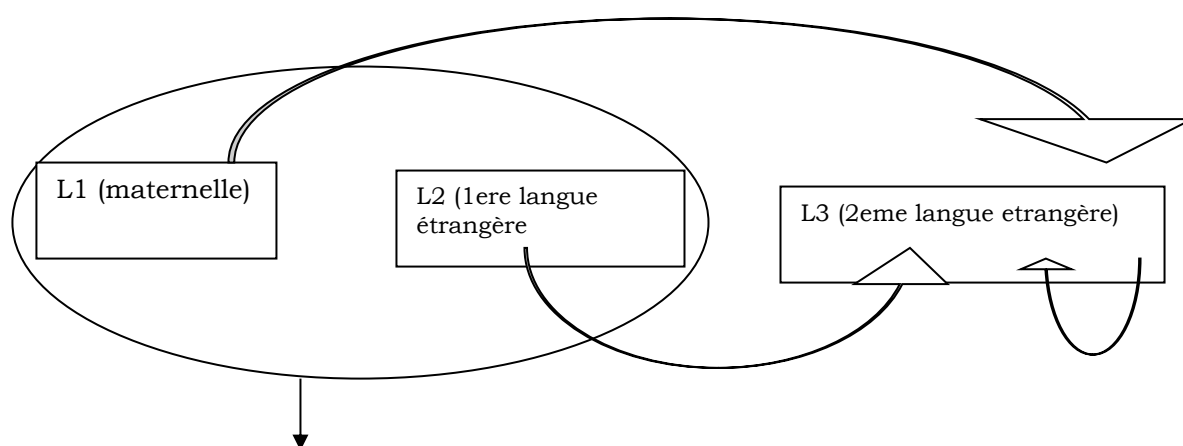 L1 (maternelle)
L2 (1ere langue
étrangère
L3 (2eme langue etrangère)